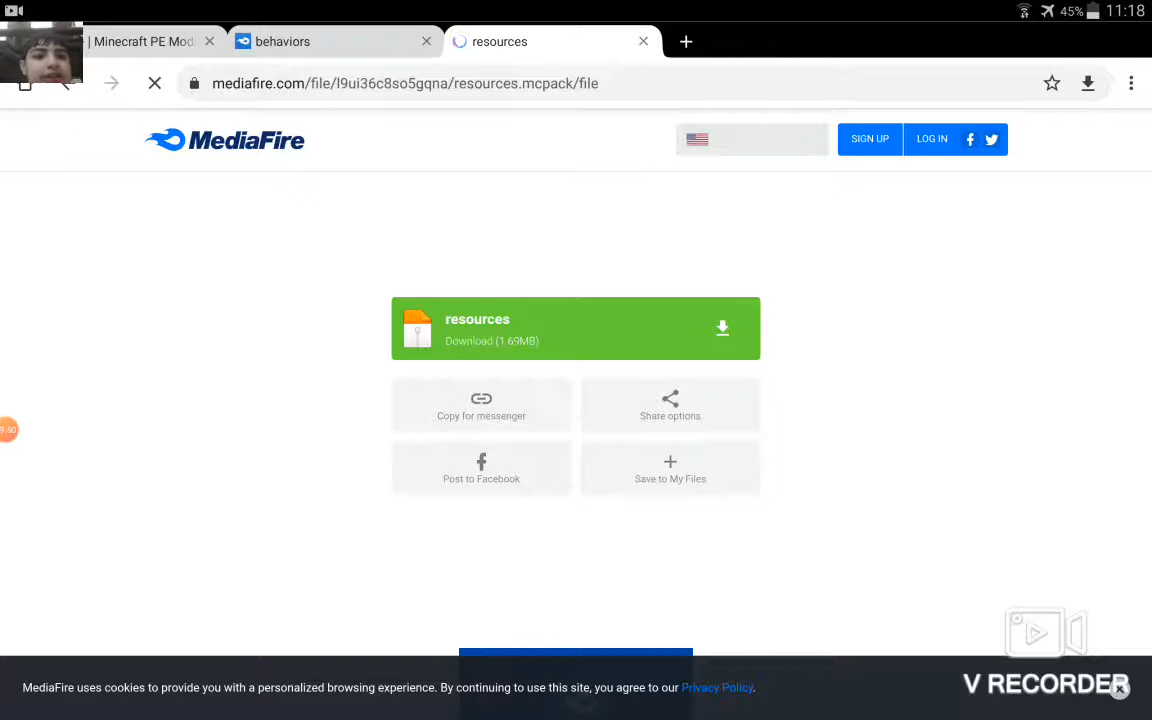 45% 11:18
| Minecraft PE Mod
behaviors
resources
mediafire.com/file/l9ui36c8so5gqna/resources.mcpack/file
MediaFire
SIGN UP
LOG IN
resources
Download (1.69MB)
Copy for messenger
Share options
Post to Facebook
Save to My Files
9:50
MediaFire uses cookies to provide you with a personalized browsing experience. By continuing to use this site, you agree to our Privacy Policy.
V RECORDER